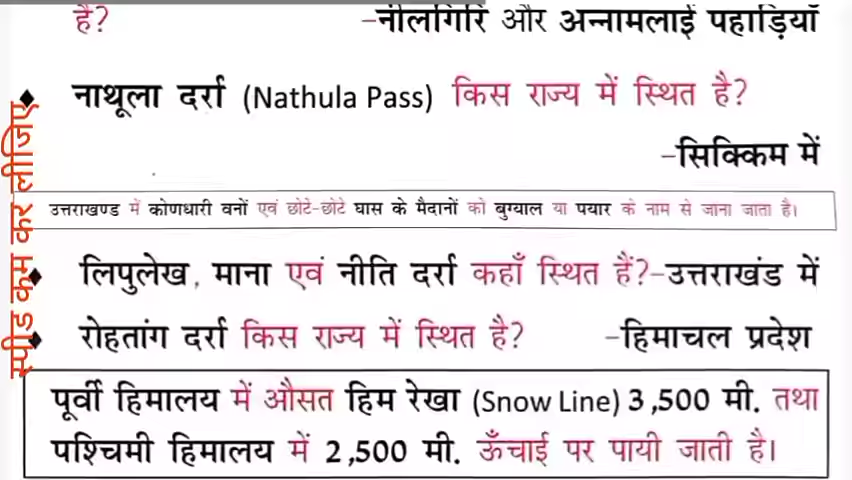 है? -नीलगिरि और अन्नामलाई पहाड़ियाँ
♦ नाथूला दर्रा (Nathula Pass) किस राज्य में स्थित है?
-सिक्किम में
उत्तराखण्ड में कोणधारी वनों एवं छोटे-छोटे घास के मैदानों को बुग्याल या पयार के नाम से जाना जाता है।
♦ लिपुलेख, माना एवं नीति दर्रा कहाँ स्थित हैं?-उत्तराखंड में
♦ रोहतांग दर्रा किस राज्य में स्थित है? -हिमाचल प्रदेश
पूर्वी हिमालय में औसत हिम रेखा (Snow Line) 3,500 मी. तथा
पश्चिमी हिमालय में 2,500 मी. ऊँचाई पर पायी जाती है।
स्पीड कम कर लीजिए